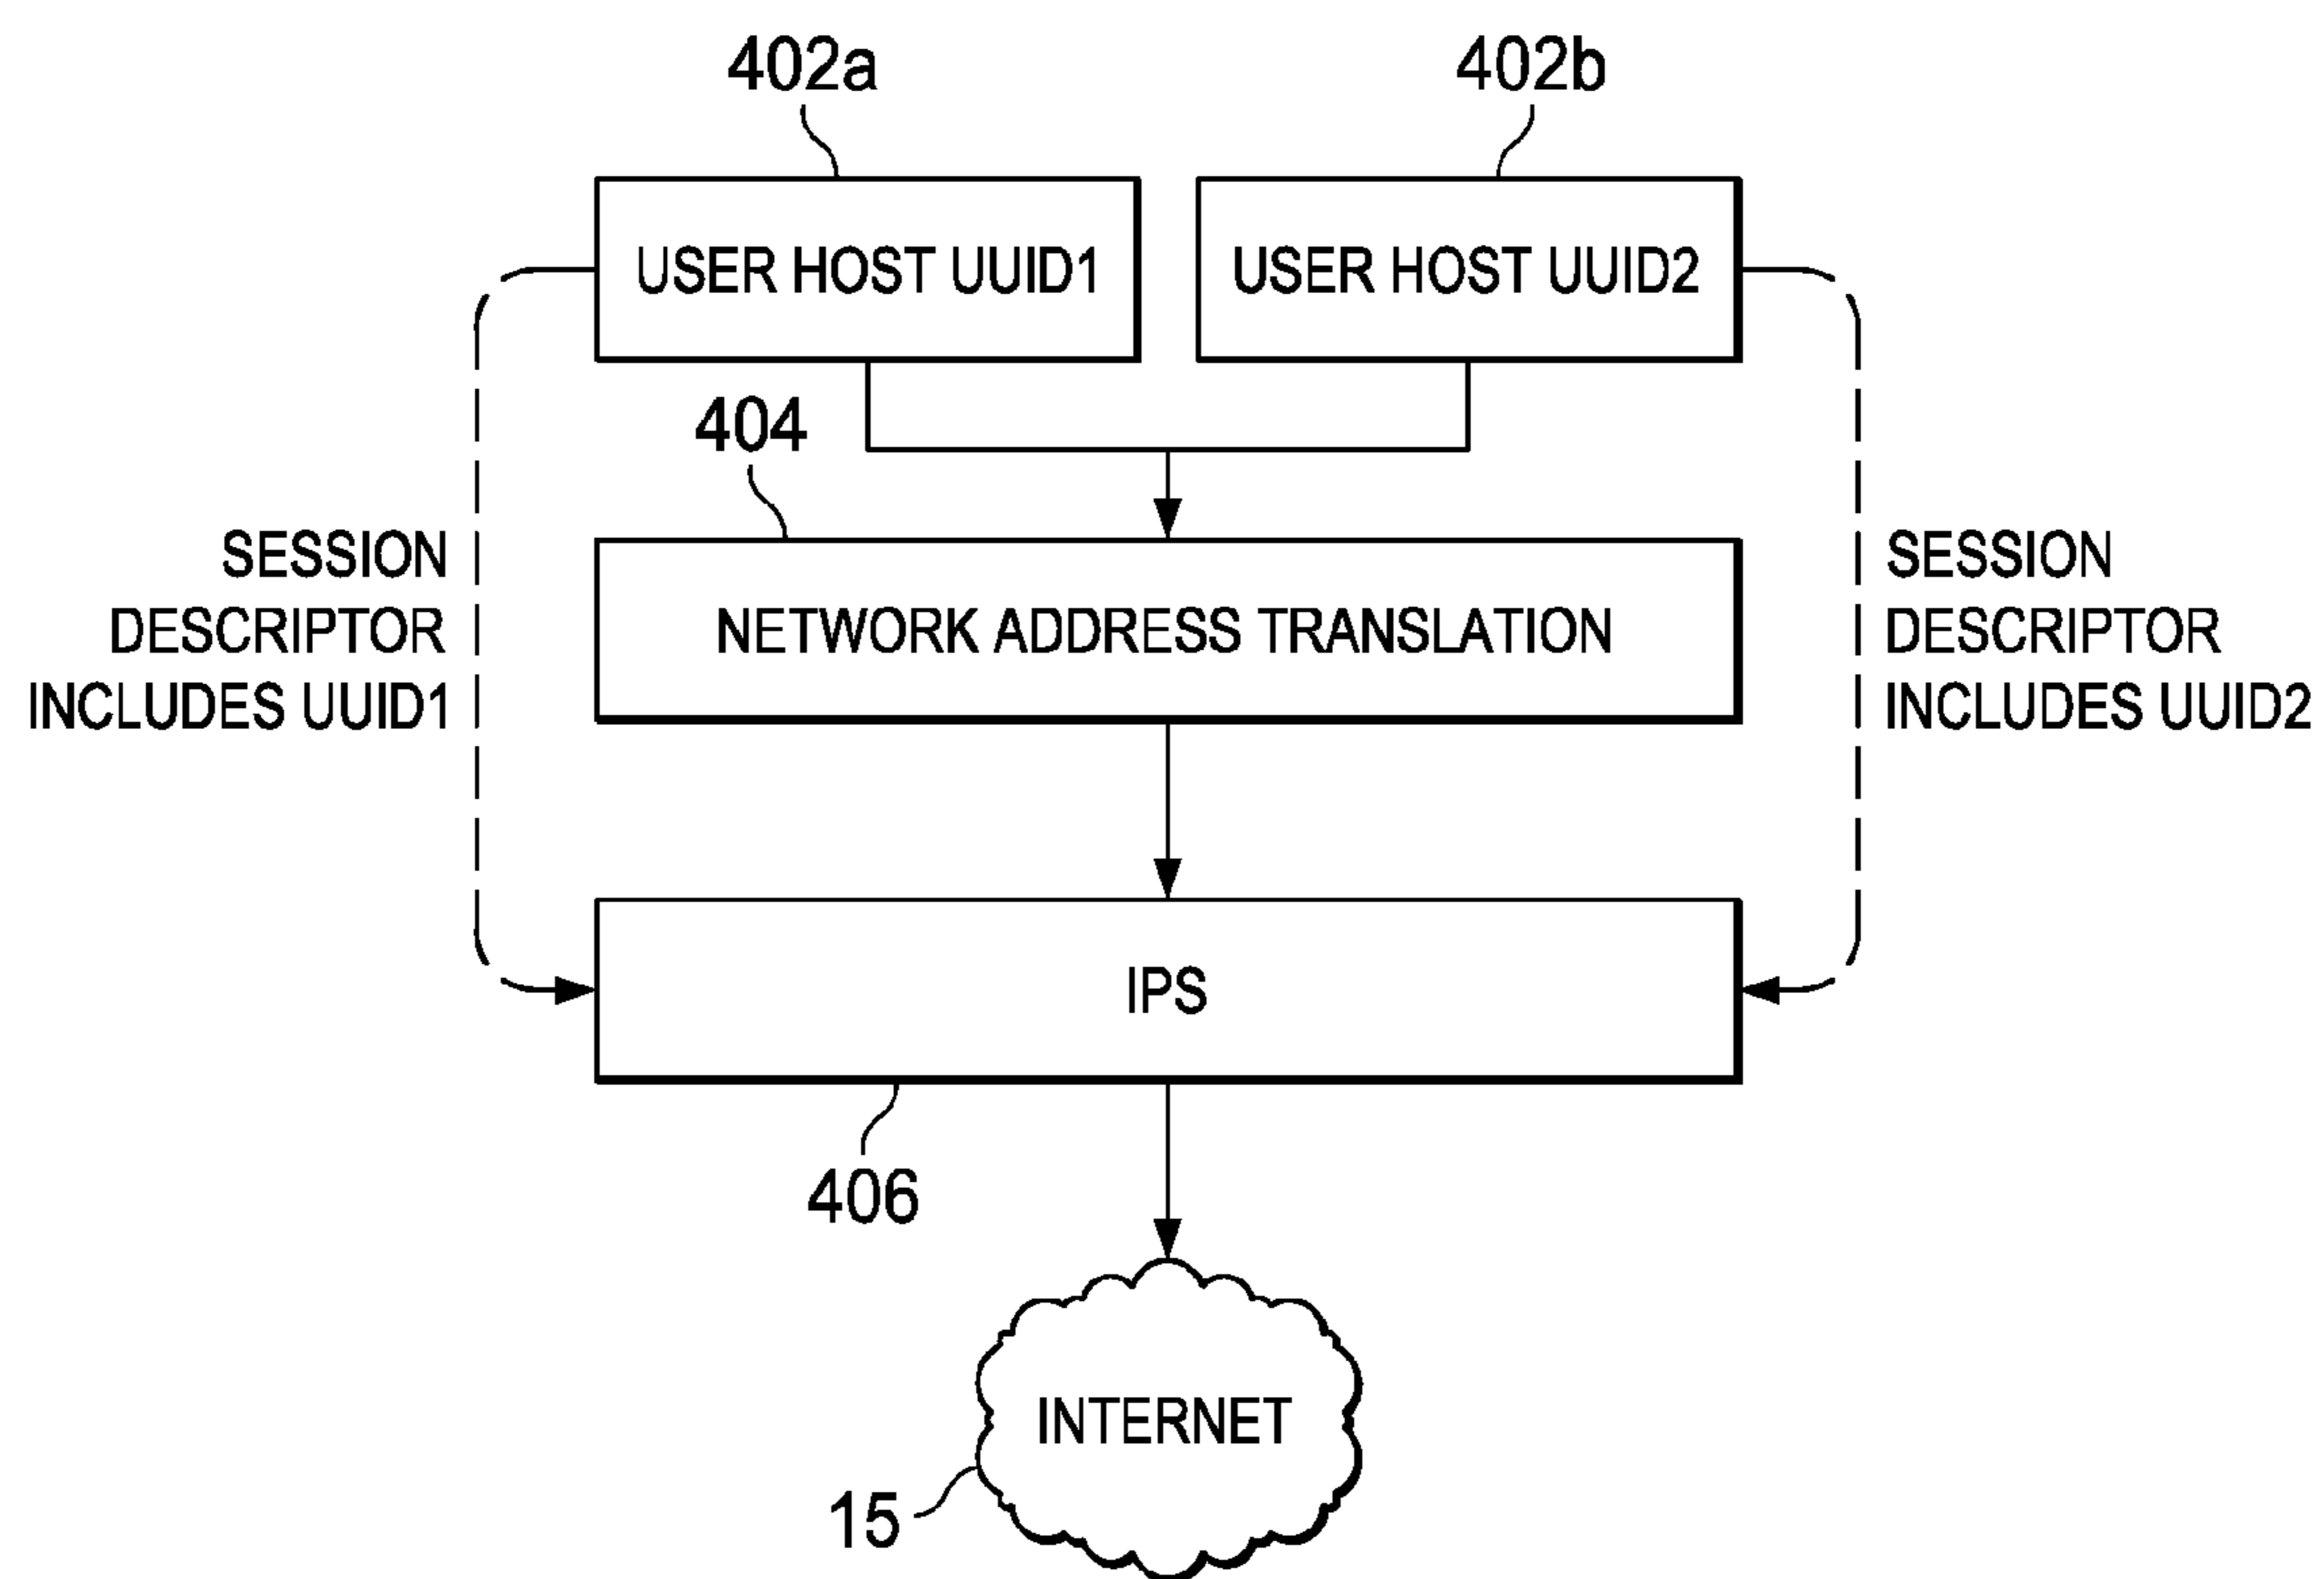 402a
402b
USER HOST UUID1
USER HOST UUID2
404
SESSION
DESCRIPTOR
INCLUDES UUID1
NETWORK ADDRESS TRANSLATION
SESSION
DESCRIPTOR
INCLUDES UUID2
IPS
406
INTERNET
15